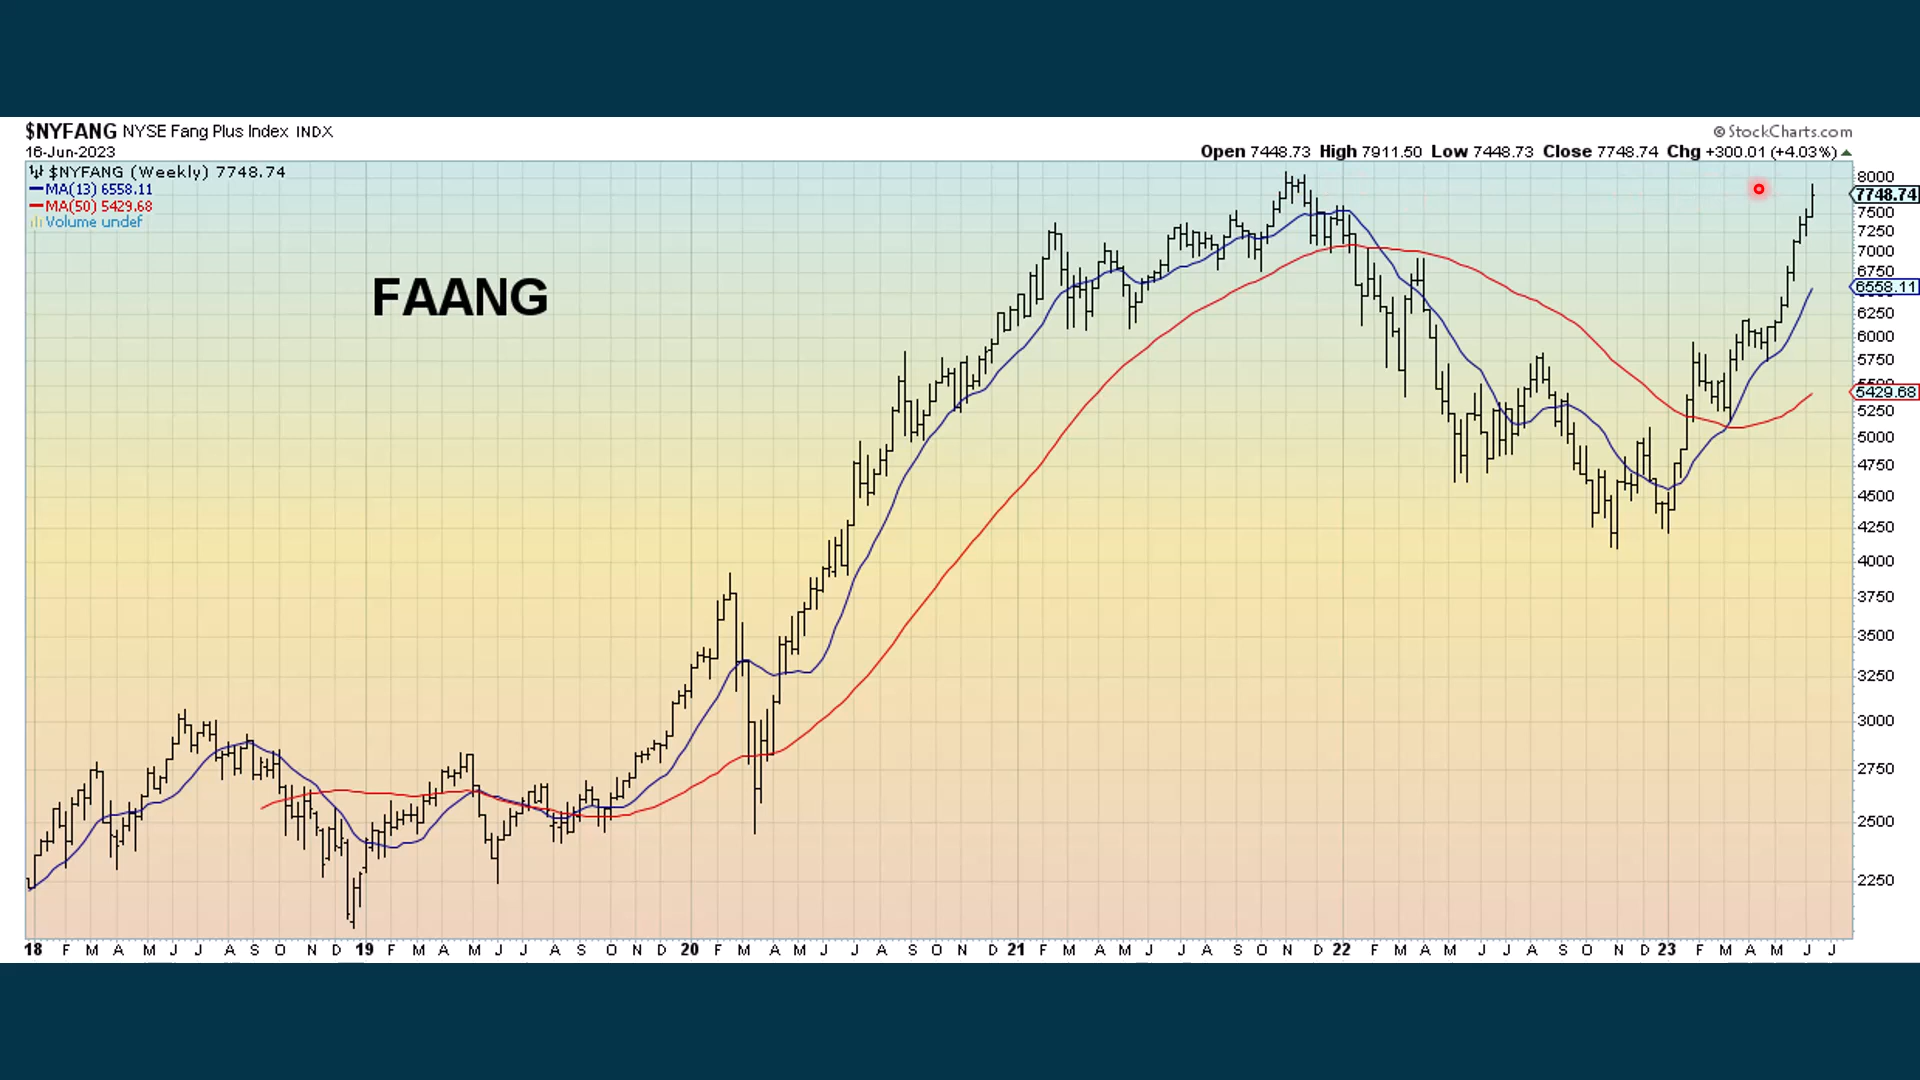 $NYFANG NYSE Fang Plus Index INDX
© StockCharts.com
16-Jun-2023
Open 7448.73 High 7911.50 Low 7448.73 Close 7748.74 Chg +300.01 (+4.03%)
$NYFANG (Weekly) 7748.74
MA(13) 6558.11
MA(50) 5429.68
Volume undef
FAANG
8000
7748.74
7500
7250
7000
6750
6558.11
6250
6000
5750
5500
5429.68
5250
5000
4750
4500
4250
4000
3750
3500
3250
3000
2750
2500
2250
18 F M A M J J A S O N D 19 F M A M J J A S O N D 20 F M A M J J A S O N D 21 F M A M J J A S O N D 22 F M A M J J A S O N D 23 F M A M J J